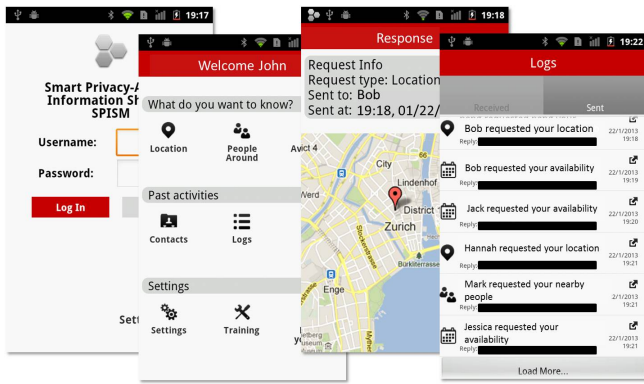 19:17
Smart Privacy-A
Information Sh
SPISM
Username:
Password:
Log In
Sett
Welcome John
What do you want to know?
Location
People
Around
Past activities
Contacts
Logs
Settings
Settings
Training
19:18
Response
Request Info
Request type: Location
Sent to: Bob
Sent at: 19:18, 01/22/
City
66
Lindenhof
District
Zurich
Stockerstrasse
Bürkliterrasse
Enge
19:22
Logs
Received
Sent
Bob requested your location
Reply:
22/1/2013
19:18
Bob requested your availability
Reply:
22/1/2013
19:19
Jack requested your availability
Reply:
22/1/2013
19:20
Hannah requested your location
Reply:
22/1/2013
19:21
Mark requested your nearby
people
Reply:
2/1/2013
19:21
Jessica requested your
availability
Reply:
22/1/2013
19:21
Load More...